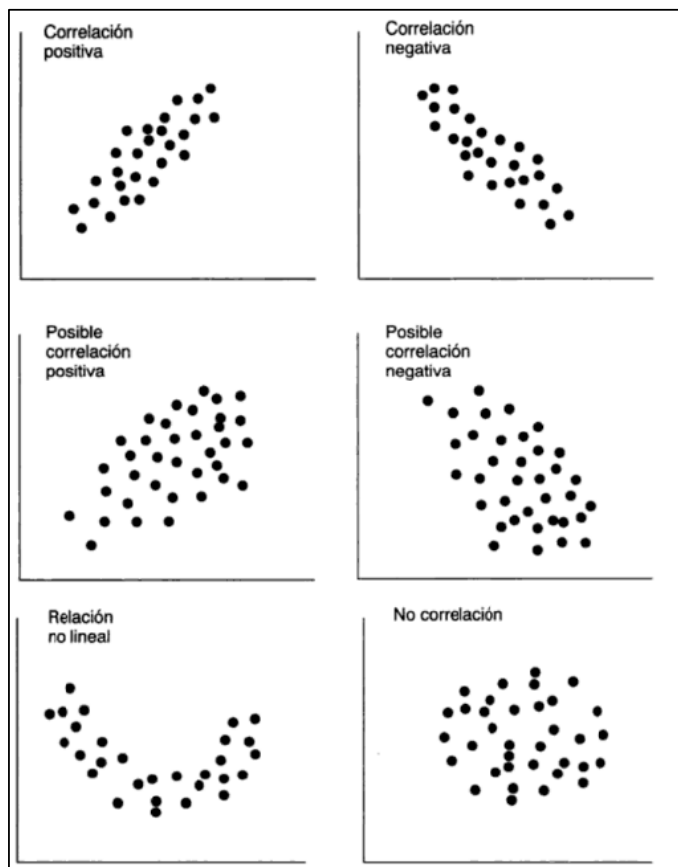 Correlación
positiva
Correlación
negativa
Posible
correlación
positiva
Posible
correlación
negativa
Relación
no lineal
No correlación